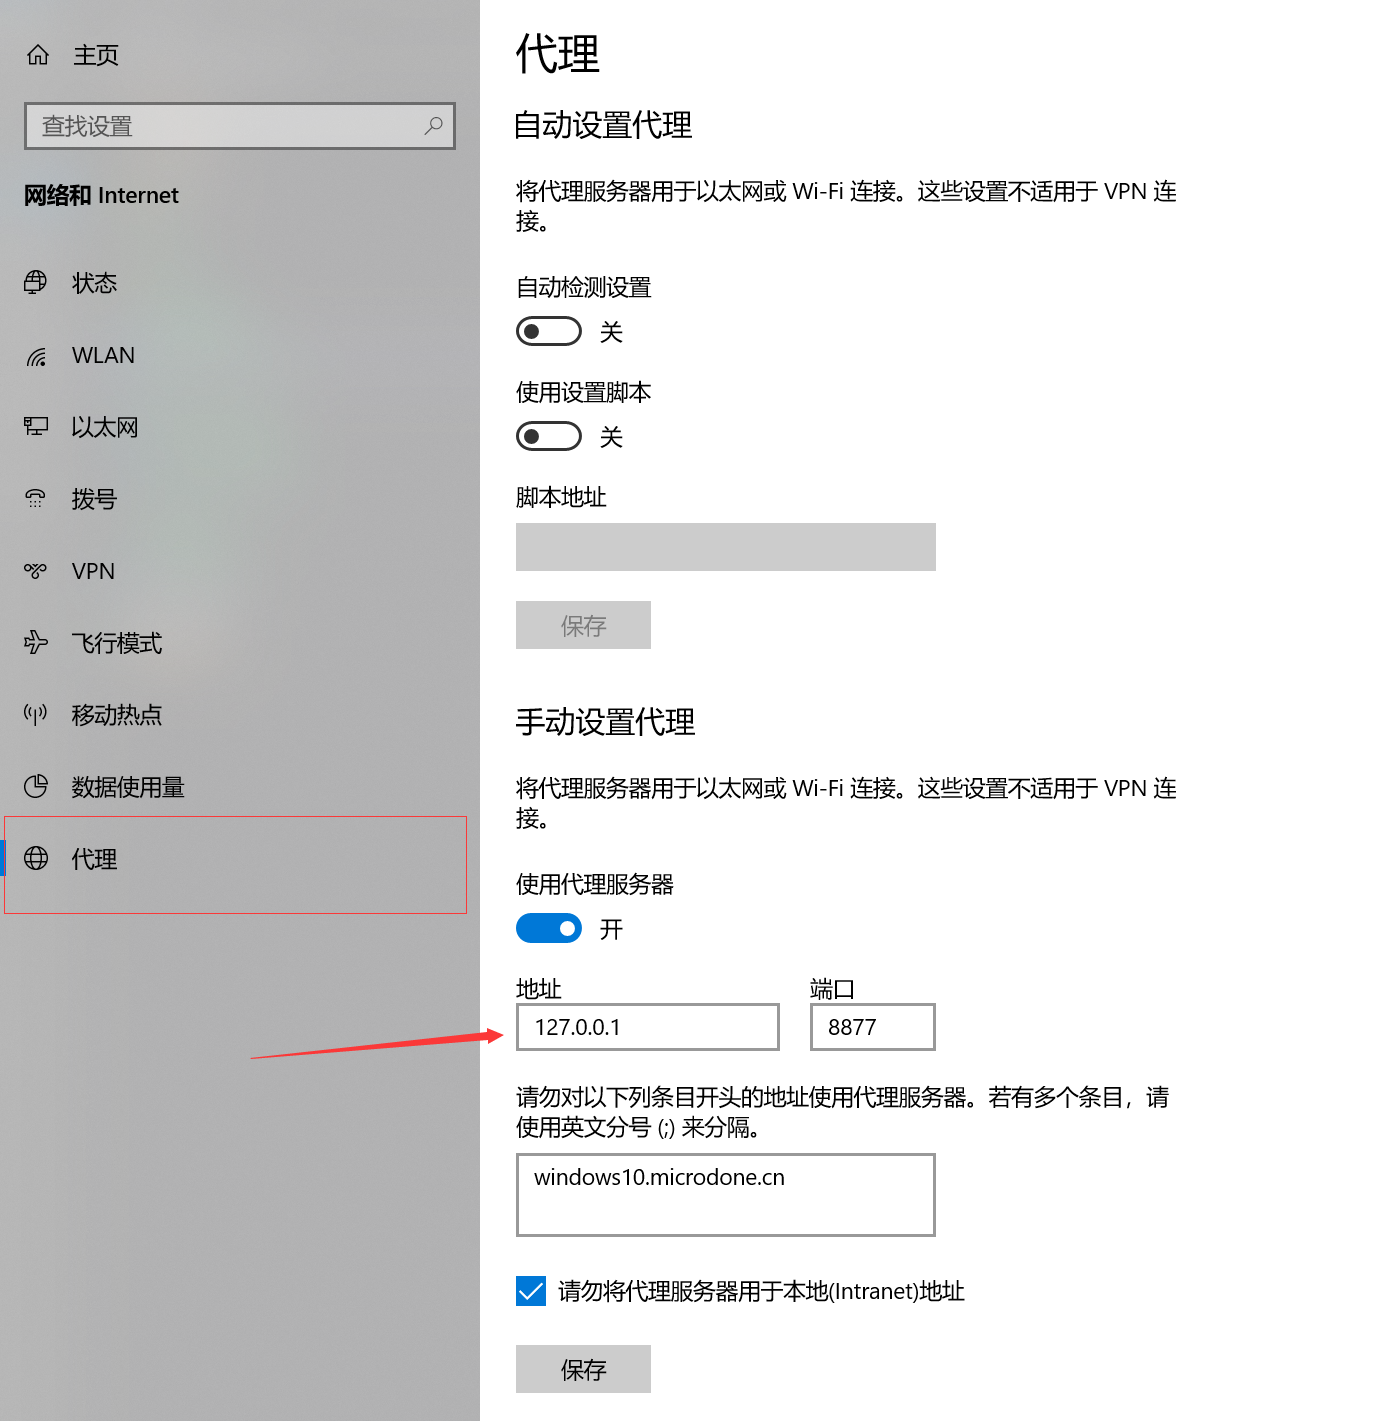 主页
查找设置
网络和 Internet
状态
WLAN
以太网
拨号
VPN
飞行模式
移动热点
数据使用量
代理
代理
自动设置代理
将代理服务器用于以太网或 Wi-Fi 连接。这些设置不适用于 VPN 连
接。
自动检测设置
关
使用设置脚本
关
脚本地址
保存
手动设置代理
将代理服务器用于以太网或 Wi-Fi 连接。这些设置不适用于 VPN 连
接。
使用代理服务器
开
地址 端口
127.0.0.1 8877
请勿对以下列条目开头的地址使用代理服务器。若有多个条目，请
使用英文分号 (;) 来分隔。
windows10.microdone.cn
请勿将代理服务器用于本地(Intranet)地址
保存